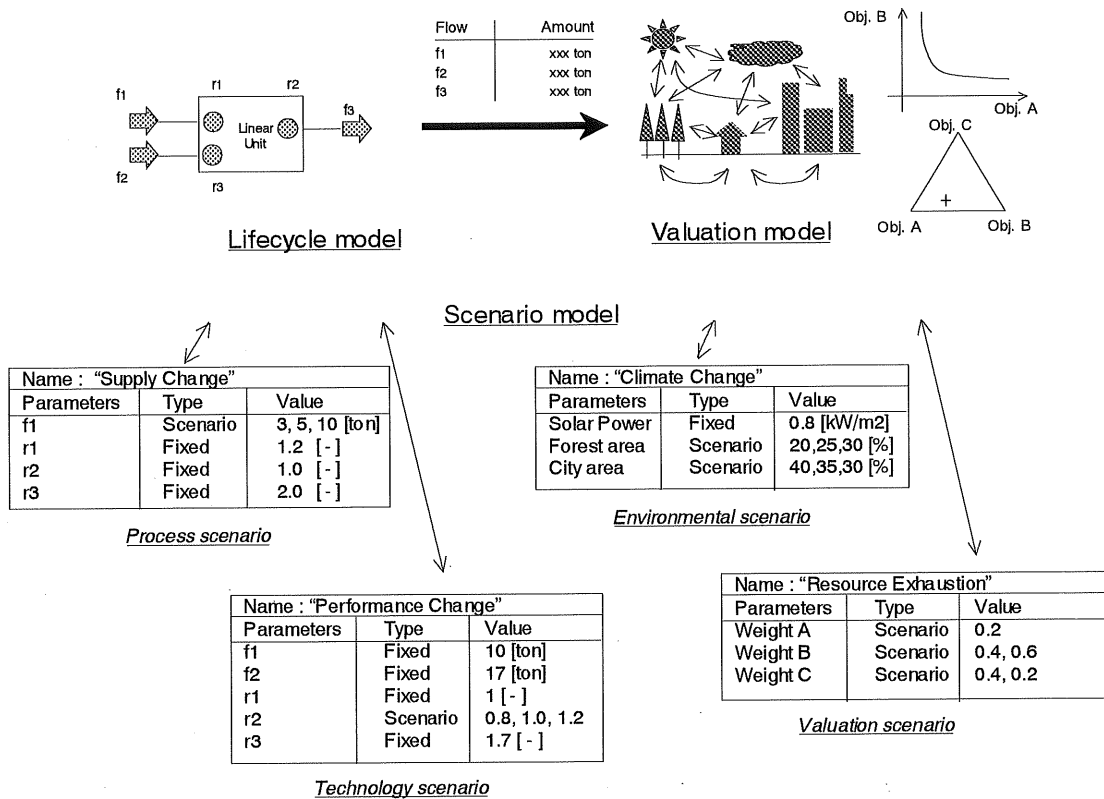 Flow Amount
f1 xxx ton
f2 xxx ton
f3 xxx ton
Obj. B
Obj. A
r1 r2
f1
f3
Linear
Unit
f2
r3
Obj. C
+
Obj. A Obj. B
Lifecycle model
Valuation model
Scenario model
Name : "Supply Change"
Parameters Type Value
f1 Scenario 3, 5, 10 [ton]
r1 Fixed 1.2 [ - ]
r2 Fixed 1.0 [ - ]
r3 Fixed 2.0 [ - ]
Process scenario
Name : "Climate Change"
Parameters Type Value
Solar Power Fixed 0.8 [kW/m2]
Forest area Scenario 20,25,30 [%]
City area Scenario 40,35,30 [%]
Environmental scenario
Name : "Performance Change"
Parameters Type Value
f1 Fixed 10 [ton]
f2 Fixed 17 [ton]
r1 Fixed 1 [ - ]
r2 Scenario 0.8, 1.0, 1.2
r3 Fixed 1.7 [ - ]
Technology scenario
Name : "Resource Exhaustion"
Parameters Type Value
Weight A Scenario 0.2
Weight B Scenario 0.4, 0.6
Weight C Scenario 0.4, 0.2
Valuation scenario